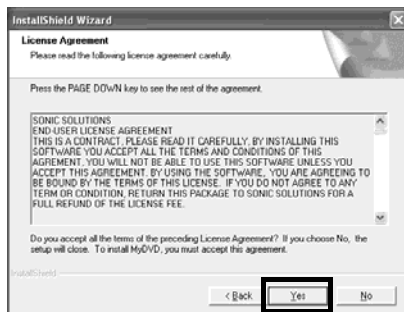 InstallShield Wizard
License Agreement
Please read the following license agreement carefully.
Press the PAGE DOWN key to see the rest of the agreement.
SONIC SOLUTIONS
END-USER LICENSE AGREEMENT
THIS IS A CONTRACT, PLEASE READ IT CAREFULLY, BY INSTALLING THIS
SOFTWARE YOU ACCEPT ALL THE TERMS AND CONDITIONS OF THIS
AGREMENT, YOU WILL NOT BE ABLE TO USE THIS SOFTWARE UNLESS YOU
ACCEPT THIS AGREEMENT. BY USING THE SOFTWARE, YOU ARE AGREEING TO
BE BOUND BY THE TERMS OF THIS LICENSE. IF YOU DO NOT AGREE TO ANY
TERM OR CONDITION, RETURN THIS PACKAGE TO SONIC SOLUTIONS FOR A
FULL REFUND OF THE LICENSE FEE.
Do you accept all the terms of the preceding License Agreement? If you choose No, the
setup will close. To install MyDVD, you must accept this agreement.
InstallShield
< Back Yes No